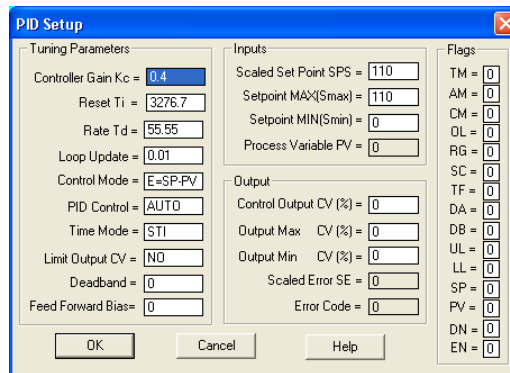 PID Setup
Tuning Parameters
Controller Gain Kc = 0.4
Reset Ti = 3276.7
Rate Td = 55.55
Loop Update = 0.01
Control Mode = E=SP-PV
PID Control = AUTO
Time Mode = STI
Limit Output CV = NO
Deadband = 0
Feed Forward Bias= 0
Inputs
Scaled Set Point SPS = 110
Setpoint MAX(Smax) = 110
Setpoint MIN(Smin) = 0
Process Variable PV = 0
Output
Control Output CV (%) = 0
Output Max CV (%) = 0
Output Min CV (%) = 0
Scaled Error SE = 0
Error Code = 0
Flags
TM = 0
AM = 0
CM = 0
OL = 0
RG = 0
SC = 0
TF = 0
DA = 0
DB = 0
UL = 0
LL = 0
SP = 0
PV = 0
DN = 0
EN = 0
OK
Cancel
Help